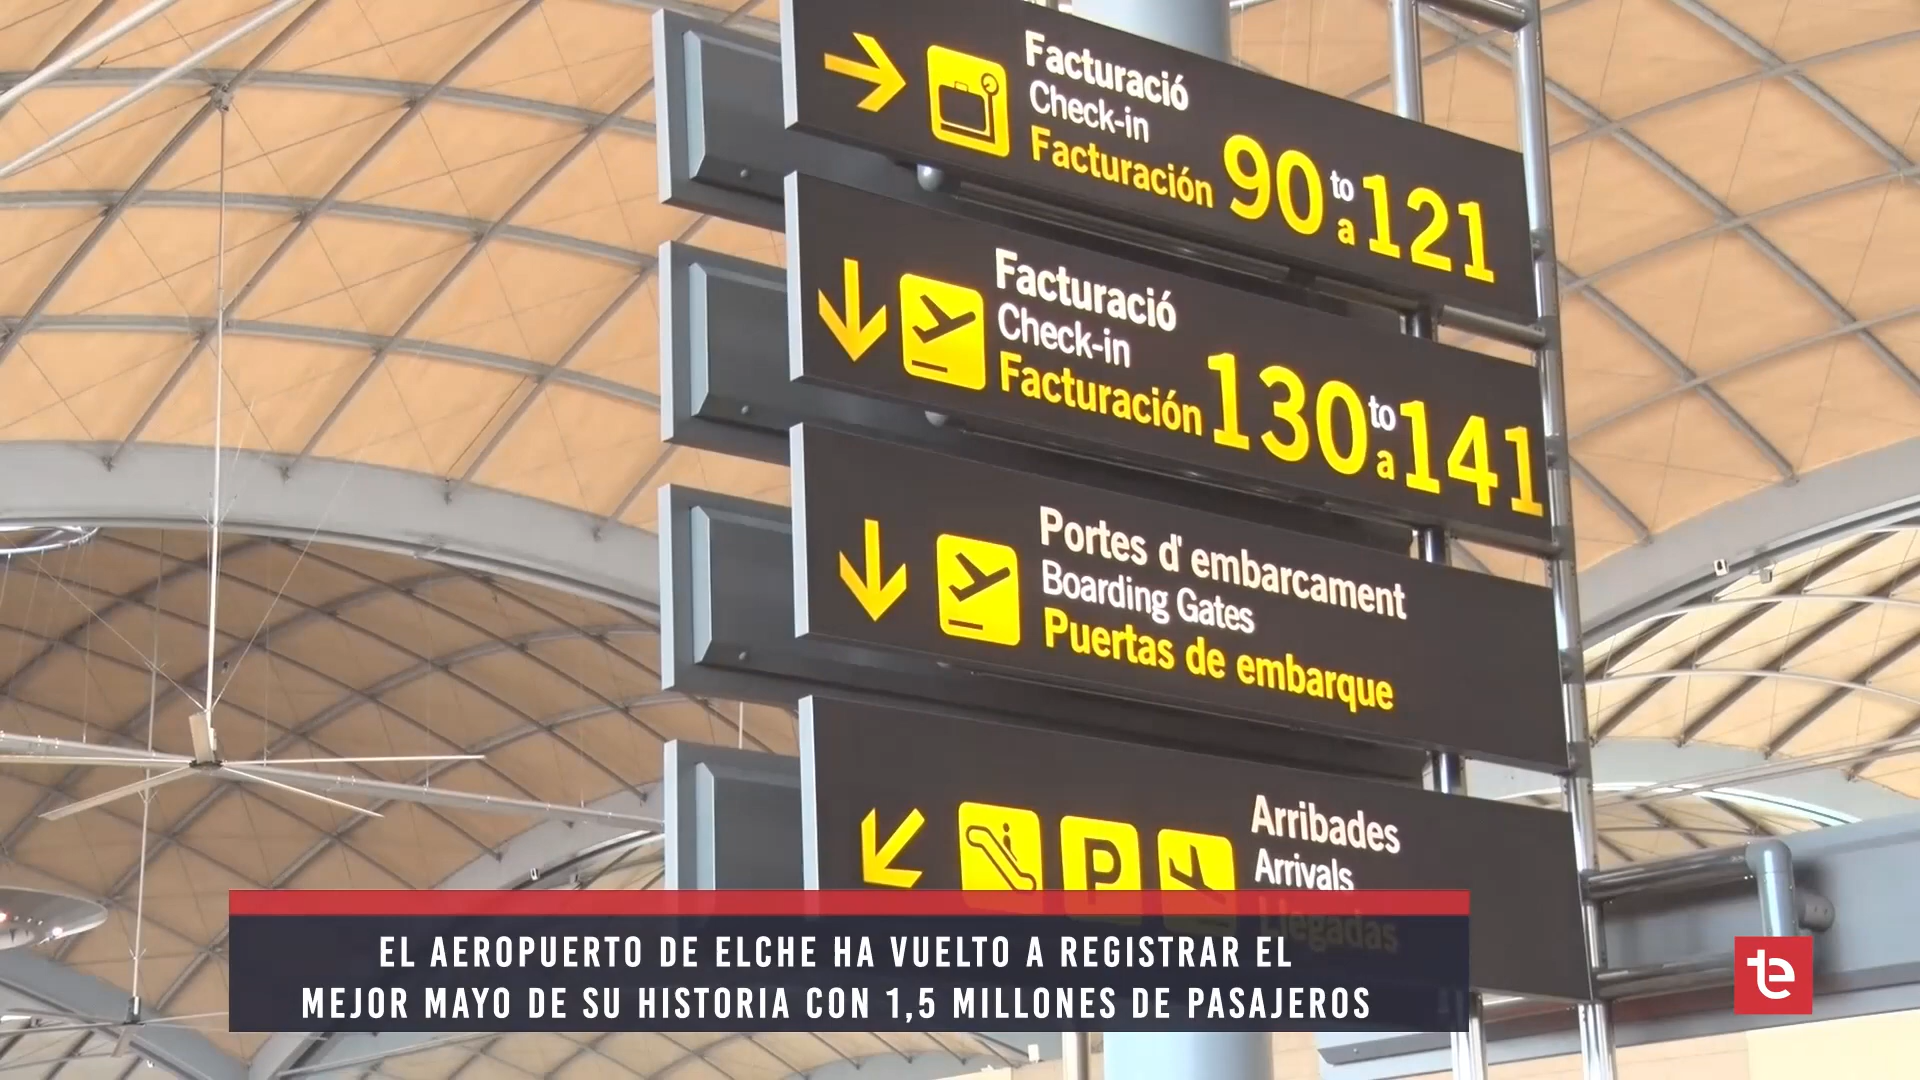 Facturació
Check-in
Facturación
90 to a 121
Facturació
Check-in
Facturación
130 to a 141
Portes d'embarcament
Boarding Gates
Puertas de embarque
P
Arribades
Arrivals
Llegadas
EL AEROPUERTO DE ELCHE HA VUELTO A REGISTRAR EL
MEJOR MAYO DE SU HISTORIA CON 1,5 MILLONES DE PASAJEROS
te